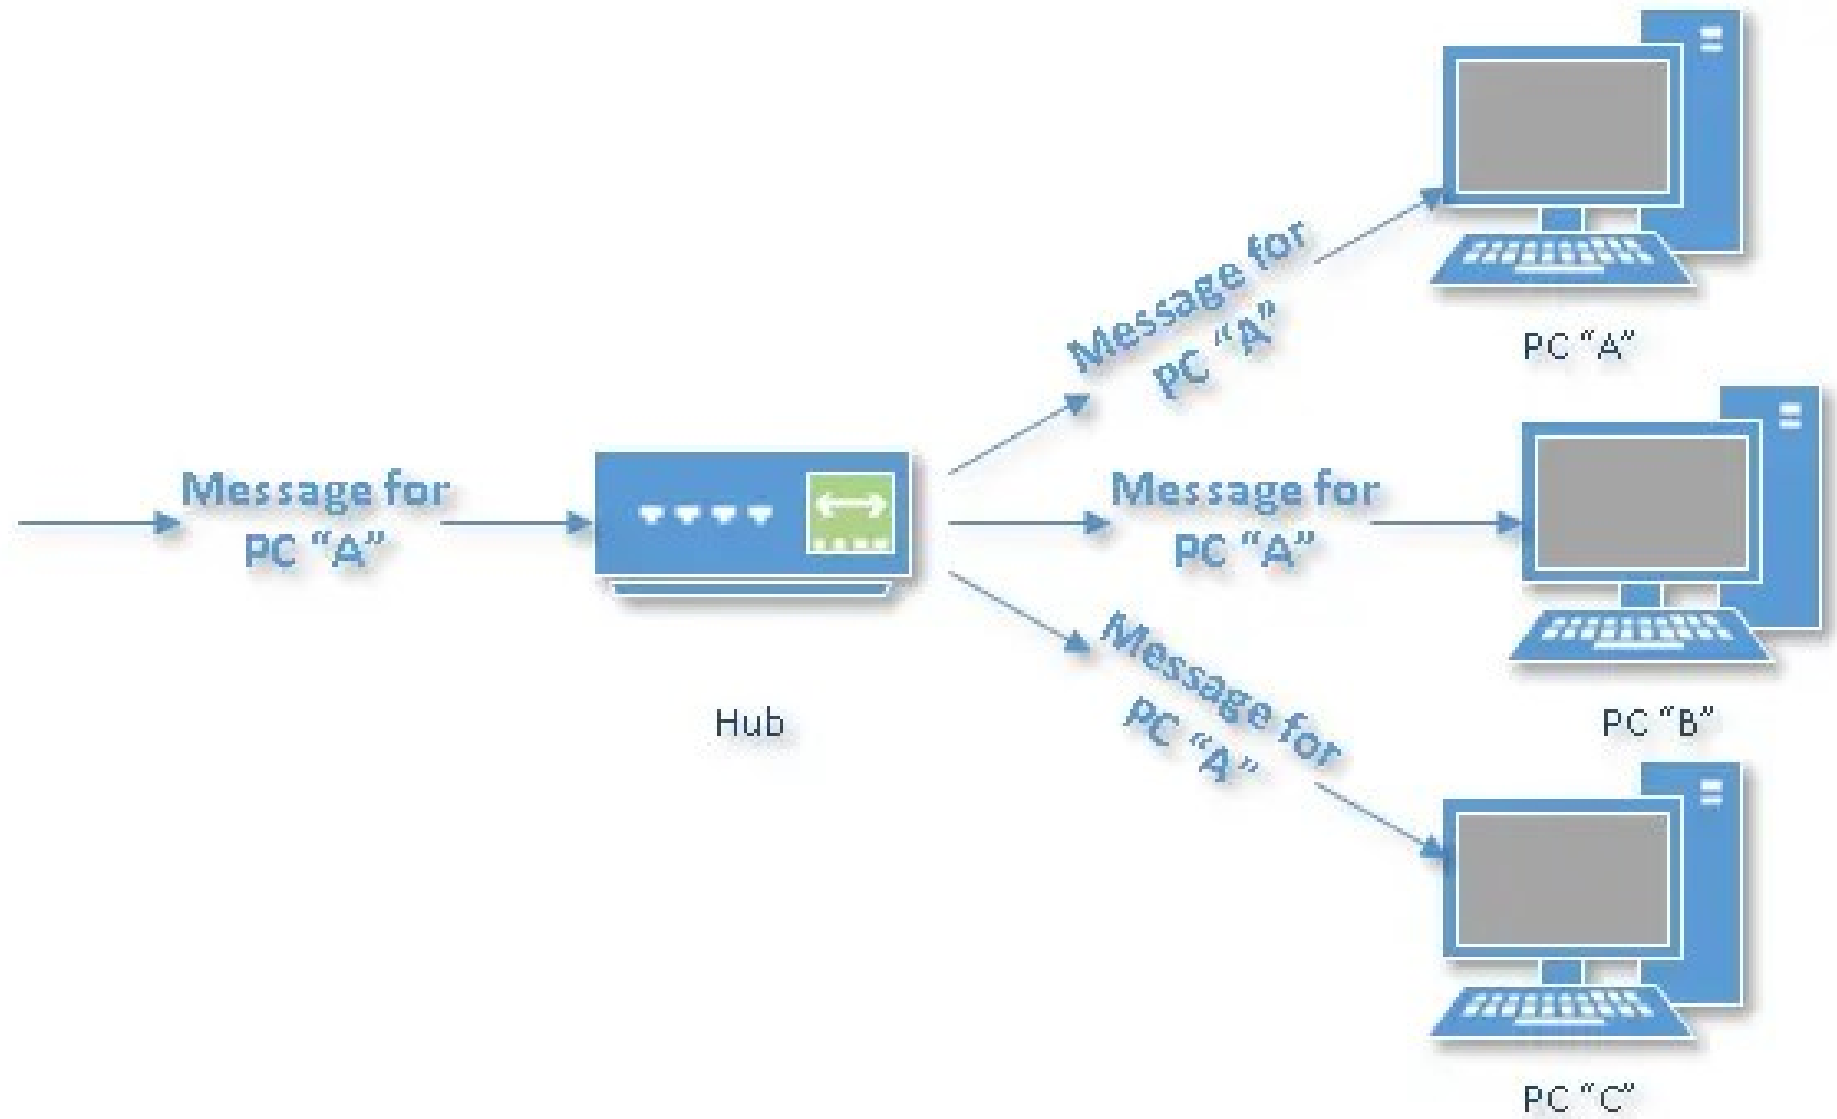 Message for
PC “A”
Hub
Message for
PC “A”
PC “A”
Message for
PC “A”
PC “B”
Message for
PC “A”
PC “C”